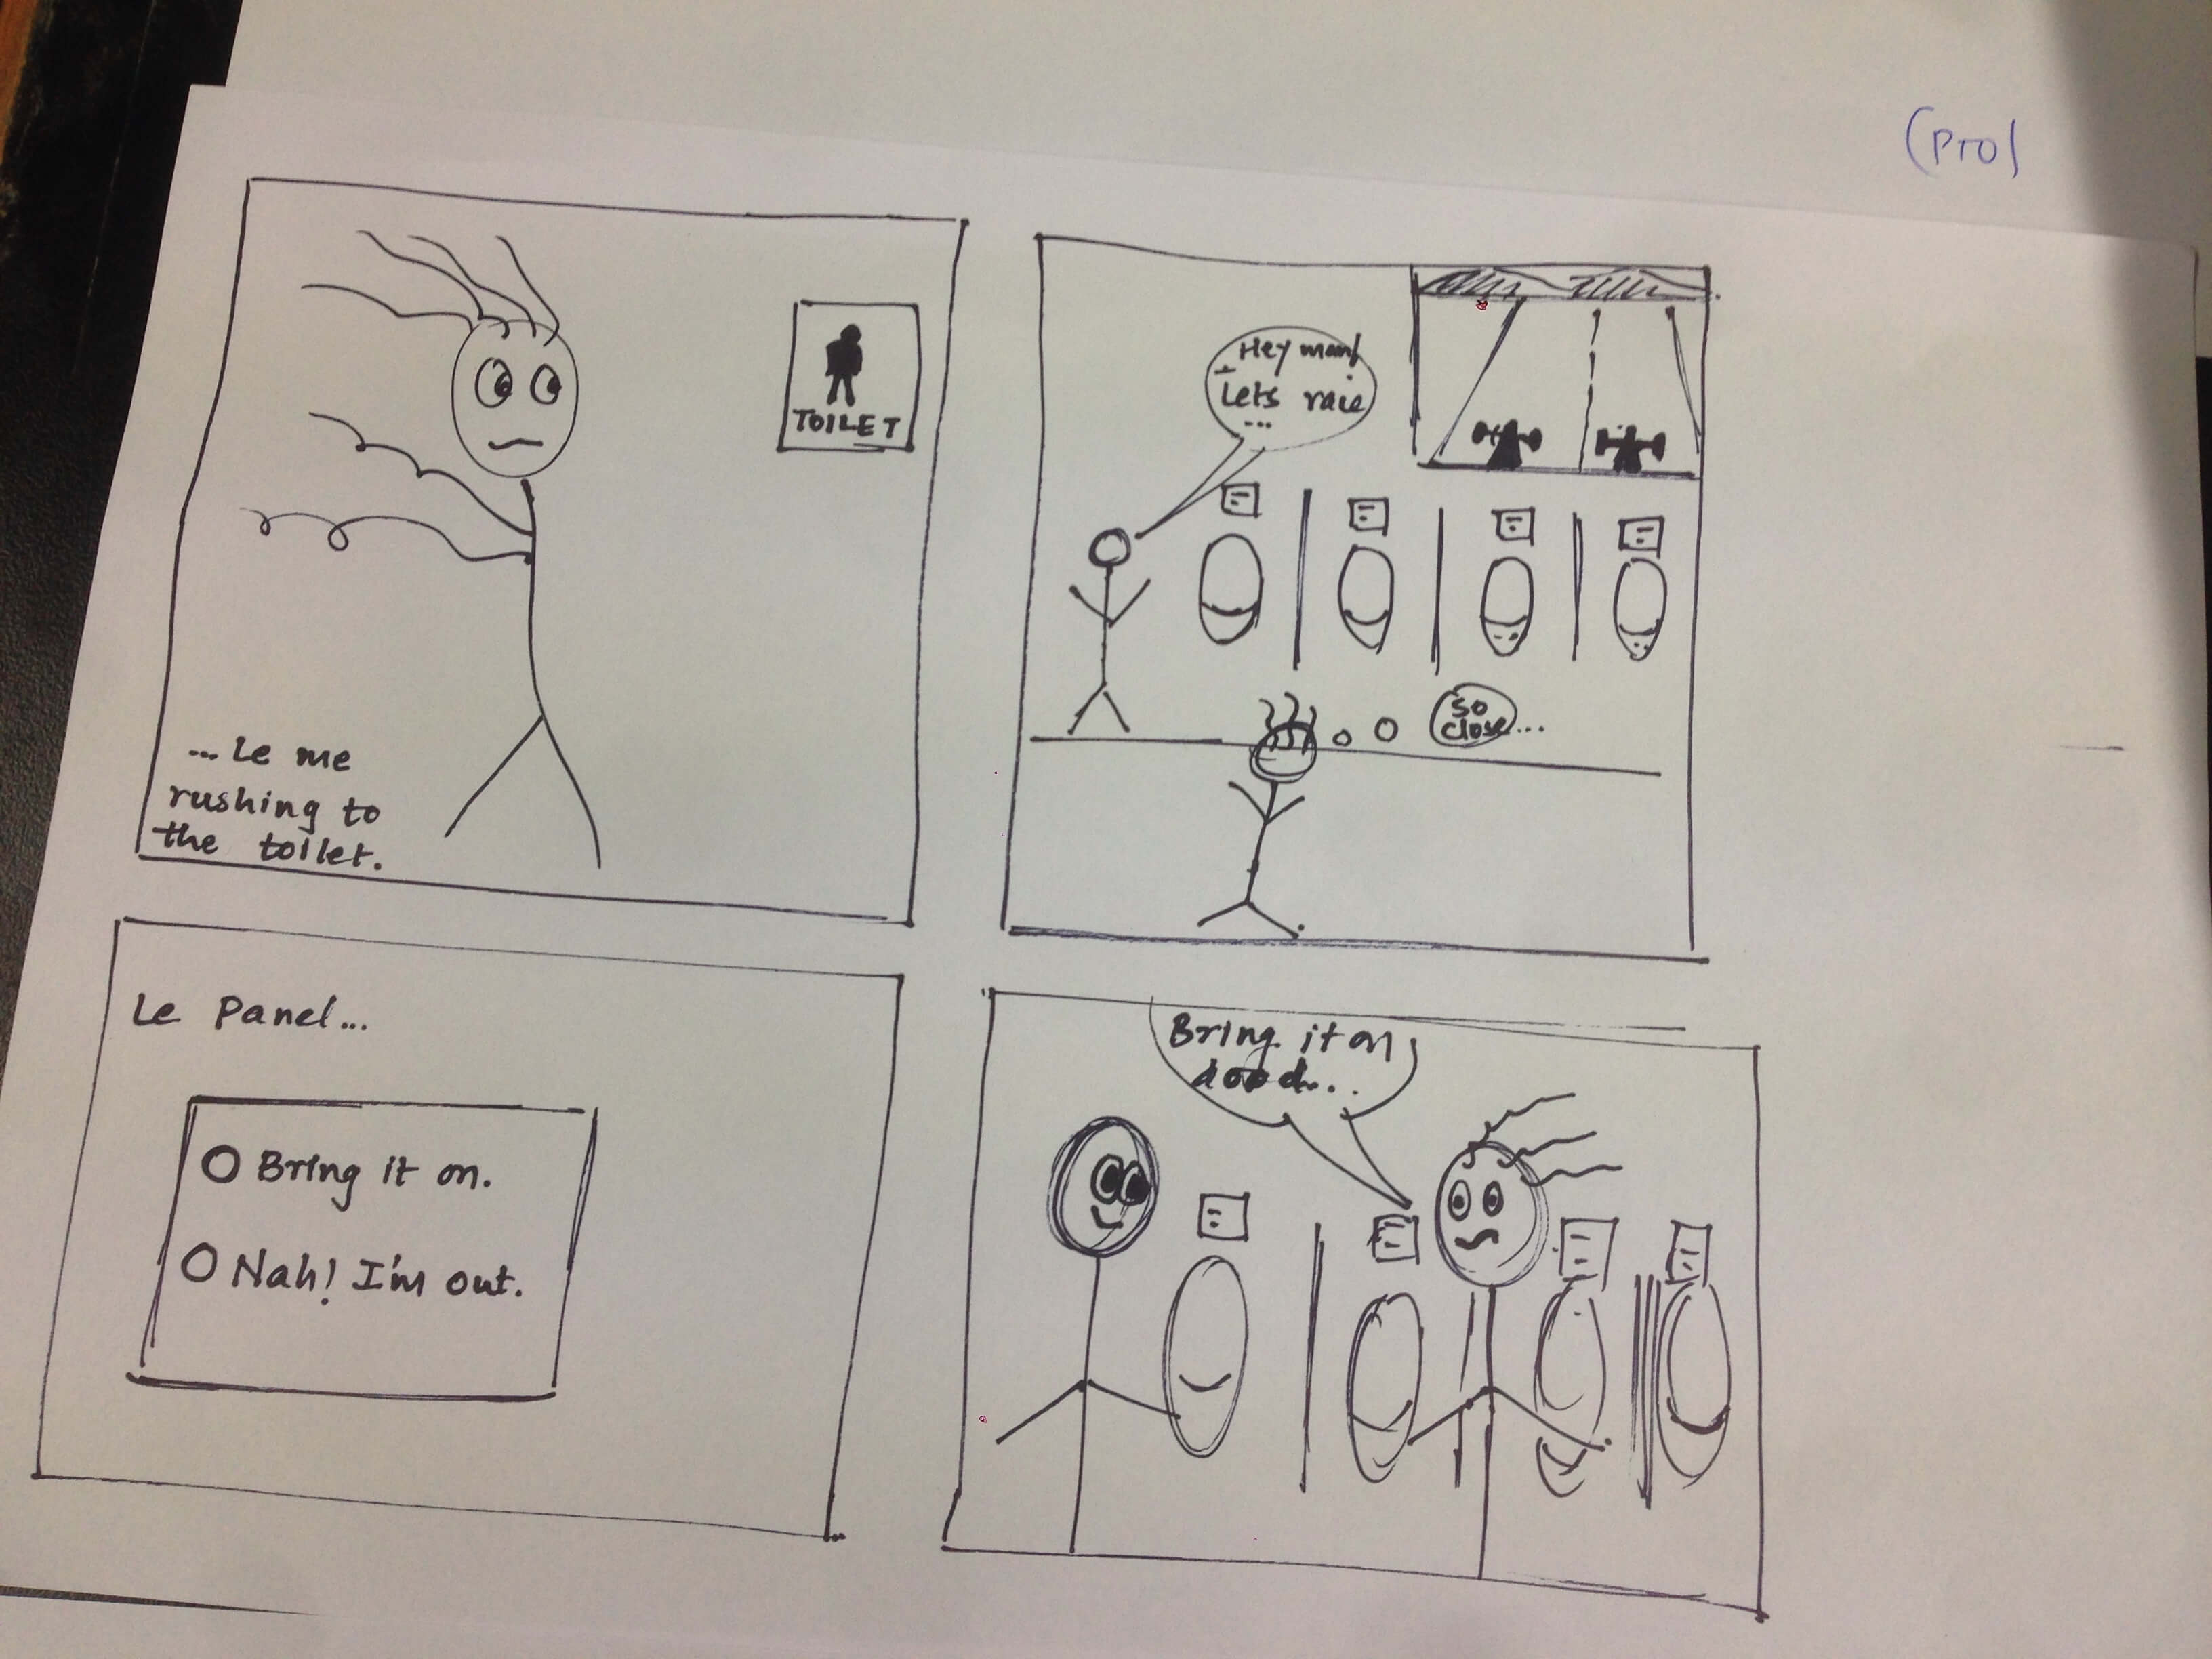 (PTO)
TOILET
... Le me
rushing to
the toilet.
Hey man!
Lets race
...
So
close...
Le Panel...
Bring it on.
Nah! I'm out.
Bring it on
dood...